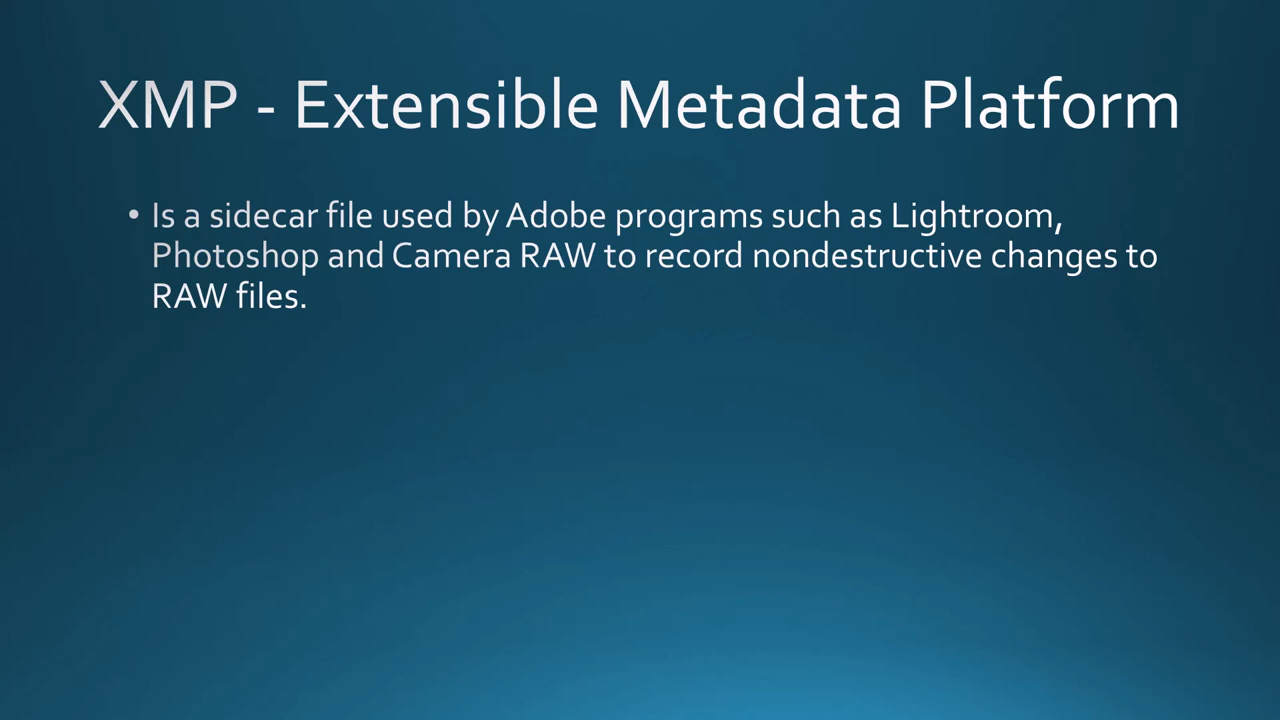 XMP - Extensible Metadata Platform
• Is a sidecar file used by Adobe programs such as Lightroom,
Photoshop and Camera RAW to record nondestructive changes to
RAW files.